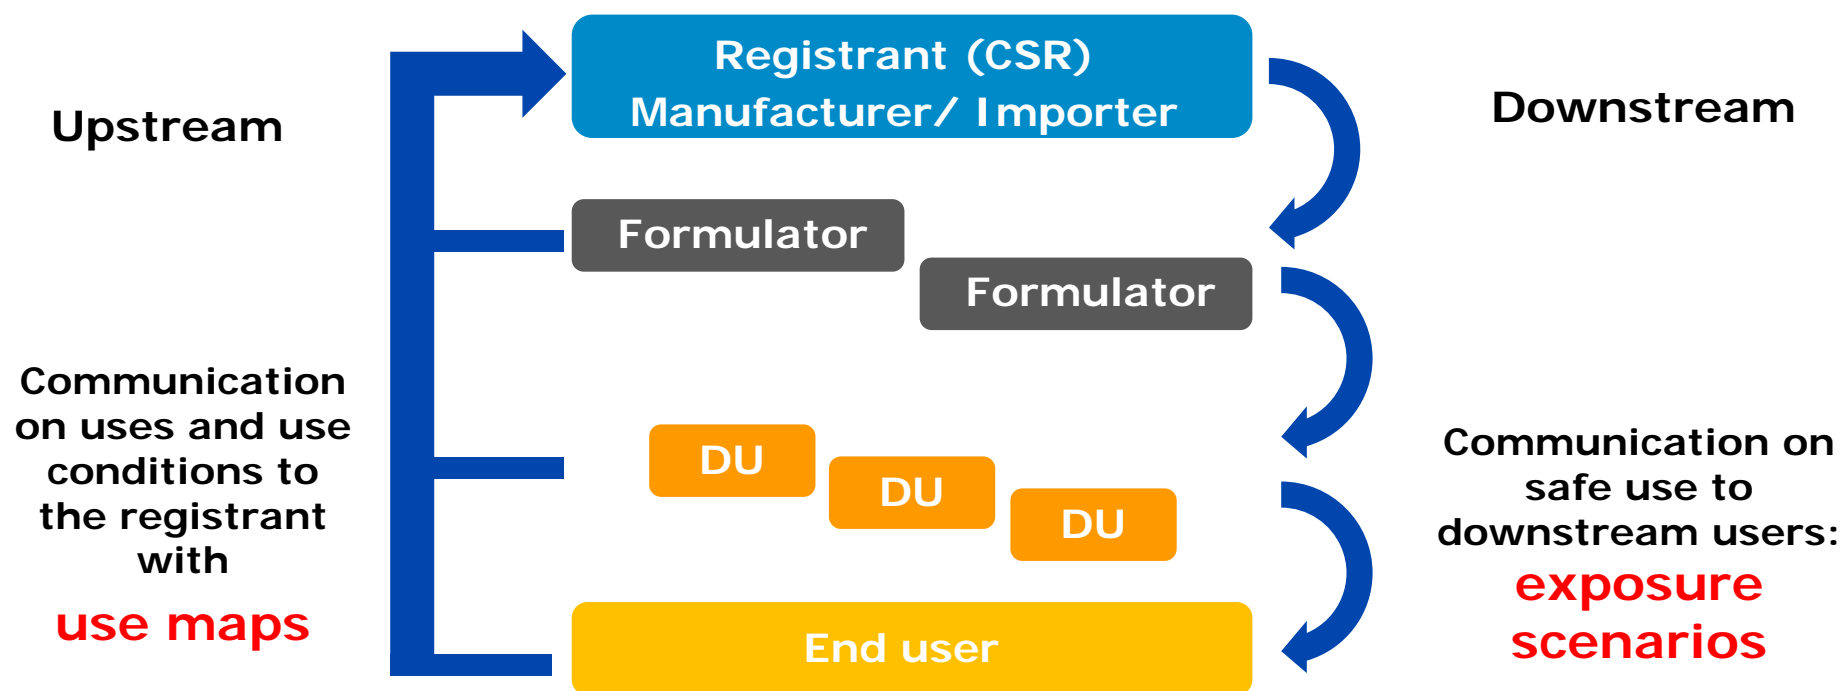 Registrant (CSR)
Manufacturer/ Importer
Upstream
Downstream
Formulator
Formulator
Communication
on uses and use
conditions to
the registrant
with
use maps
DU
DU
DU
Communication on
safe use to
downstream users:
exposure
scenarios
End user